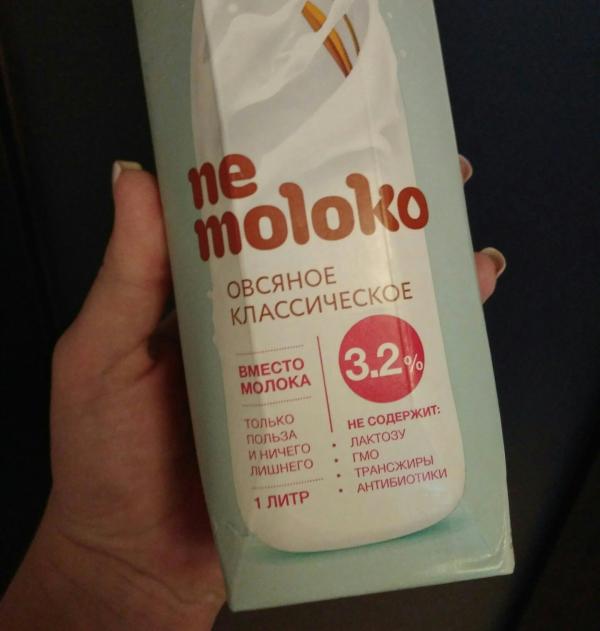 ne
moloko
ОВСЯНОЕ
КЛАССИЧЕСКОЕ
ВМЕСТО
МОЛОКА
ТОЛЬКО
ПОЛЬЗА
И НИЧЕГО
ЛИШНЕГО
1 ЛИТР
3.2%
НЕ СОДЕРЖИТ:
• ЛАКТОЗУ
• ГМО
• ТРАНСЖИРЫ
• АНТИБИОТИКИ